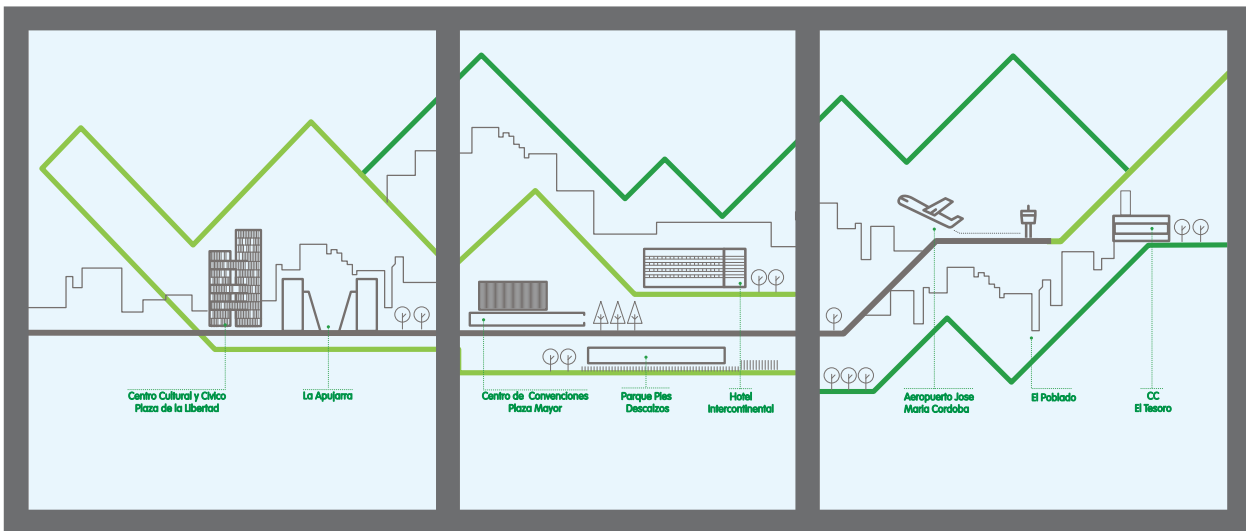 Centro Cultural y Cívico
Plaza de la Libertad
La Apujarra
Centro de Convenciones
Plaza Mayor
Parque Pies
Descalzos
Hotel
Intercontinental
Aeropuerto Jose
Maria Cordoba
El Poblado
CC
El Tesoro